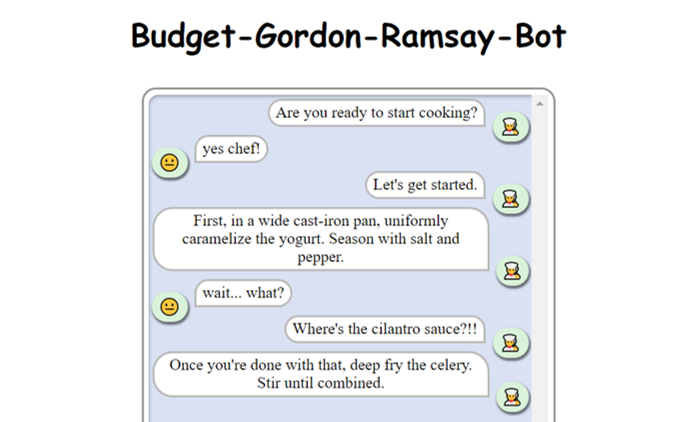 Budget-Gordon-Ramsay-Bot
Are you ready to start cooking?
yes chef!
Let's get started.
First, in a wide cast-iron pan, uniformly
caramelize the yogurt. Season with salt and
pepper.
wait... what?
Where's the cilantro sauce?!!
Once you're done with that, deep fry the celery.
Stir until combined.